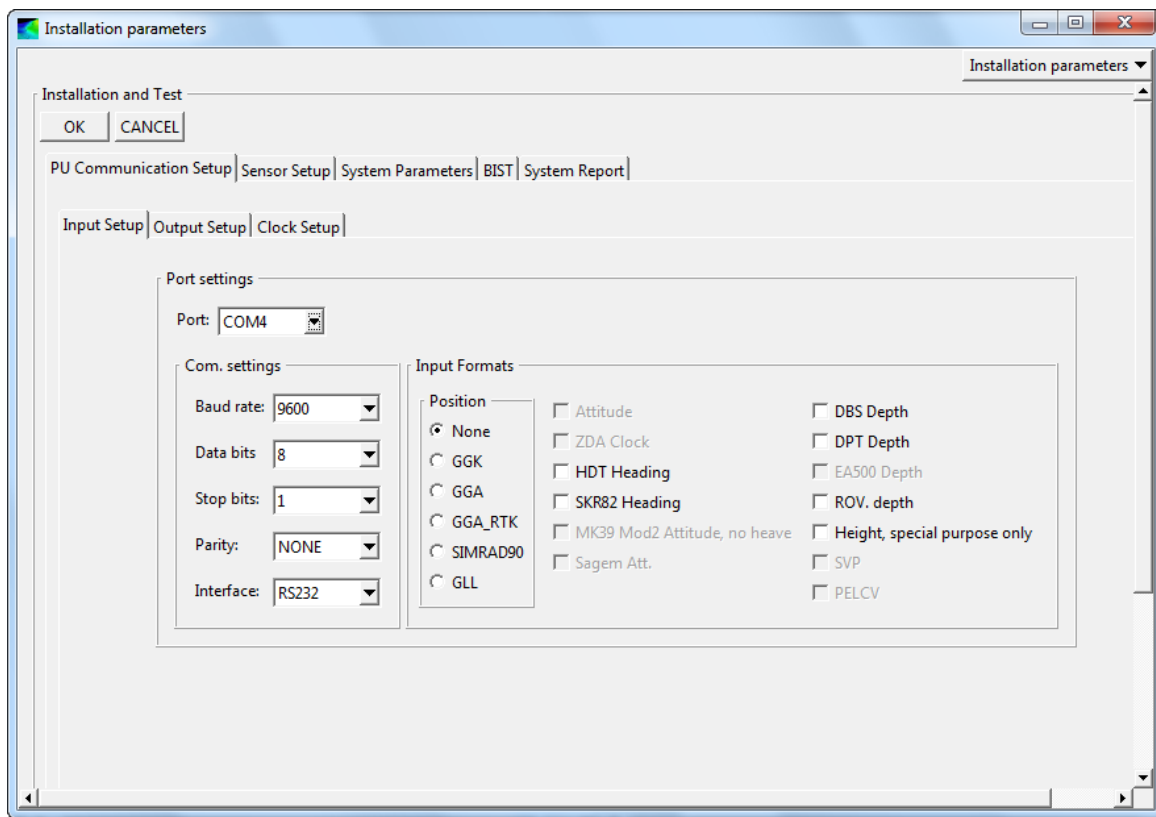 Installation parameters
Installation parameters
Installation and Test
OK CANCEL
PU Communication Setup Sensor Setup System Parameters BIST System Report
Input Setup Output Setup Clock Setup
Port settings
Port: COM4
Com. settings
Baud rate: 9600
Data bits 8
Stop bits: 1
Parity: NONE
Interface: RS232
Input Formats
Position
None
GGK
GGA
GGA_RTK
SIMRAD90
GLL
Attitude
ZDA Clock
HDT Heading
SKR82 Heading
MK39 Mod2 Attitude, no heave
Sagem Att.
DBS Depth
DPT Depth
EA500 Depth
ROV. depth
Height, special purpose only
SVP
PELCV